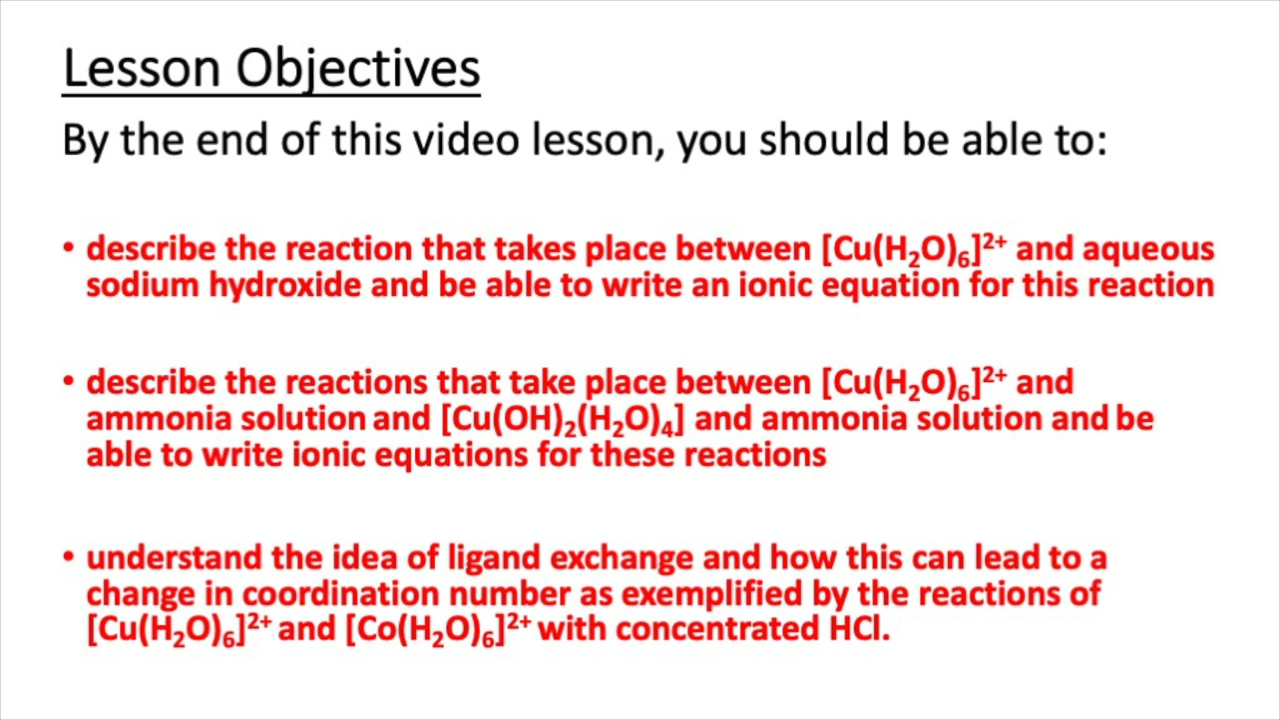 Lesson Objectives
By the end of this video lesson, you should be able to:
• describe the reaction that takes place between [Cu(H₂O)₆]²⁺ and aqueous
sodium hydroxide and be able to write an ionic equation for this reaction
• describe the reactions that take place between [Cu(H₂O)₆]²⁺ and
ammonia solution and [Cu(OH)₂(H₂O)₄] and ammonia solution and be
able to write ionic equations for these reactions
• understand the idea of ligand exchange and how this can lead to a
change in coordination number as exemplified by the reactions of
[Cu(H₂O)₆]²⁺ and [Co(H₂O)₆]²⁺ with concentrated HCl.